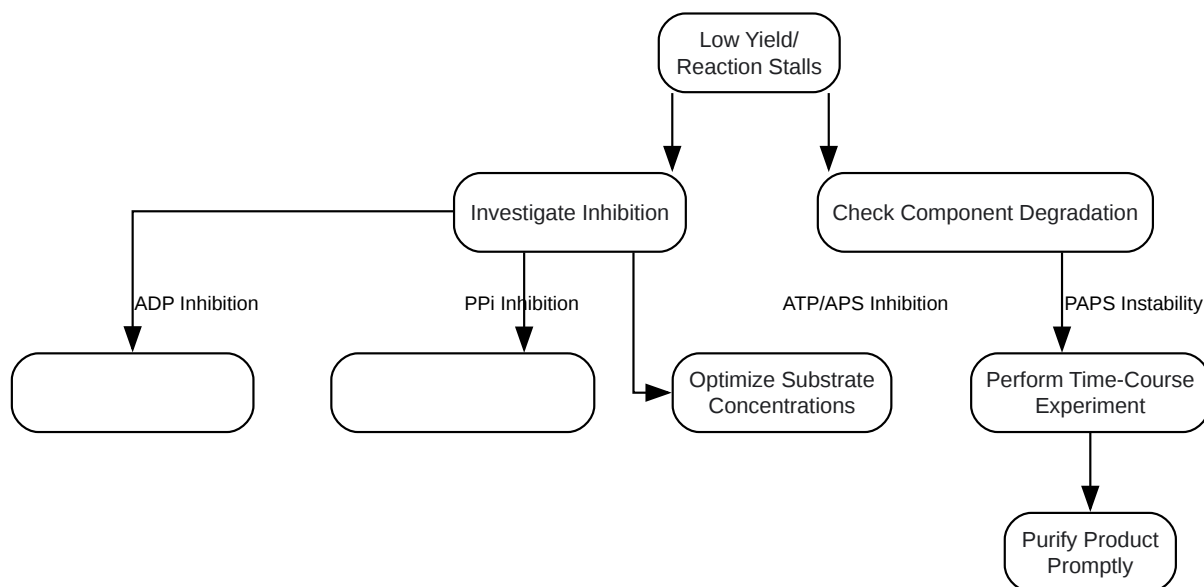 Low Yield/
Reaction Stalls
Investigate Inhibition
Check Component Degradation
ADP Inhibition
PPi Inhibition
ATP/APS Inhibition
PAPS Instability
Optimize Substrate
Concentrations
Perform Time-Course
Experiment
Purify Product
Promptly